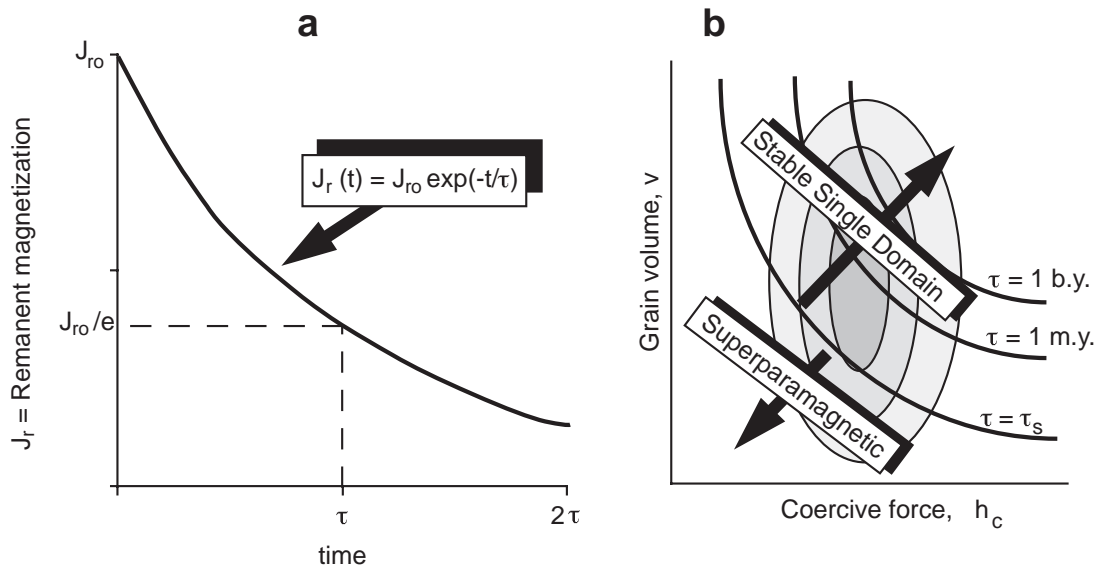 a
J_ro
J_r = Remanent magnetization
J_r (t) = J_ro exp(-t/τ)
J_ro/e
τ
2τ
time
b
Grain volume, v
Stable Single Domain
Superparamagnetic
τ = 1 b.y.
τ = 1 m.y.
τ = τ_s
Coercive force, h_c